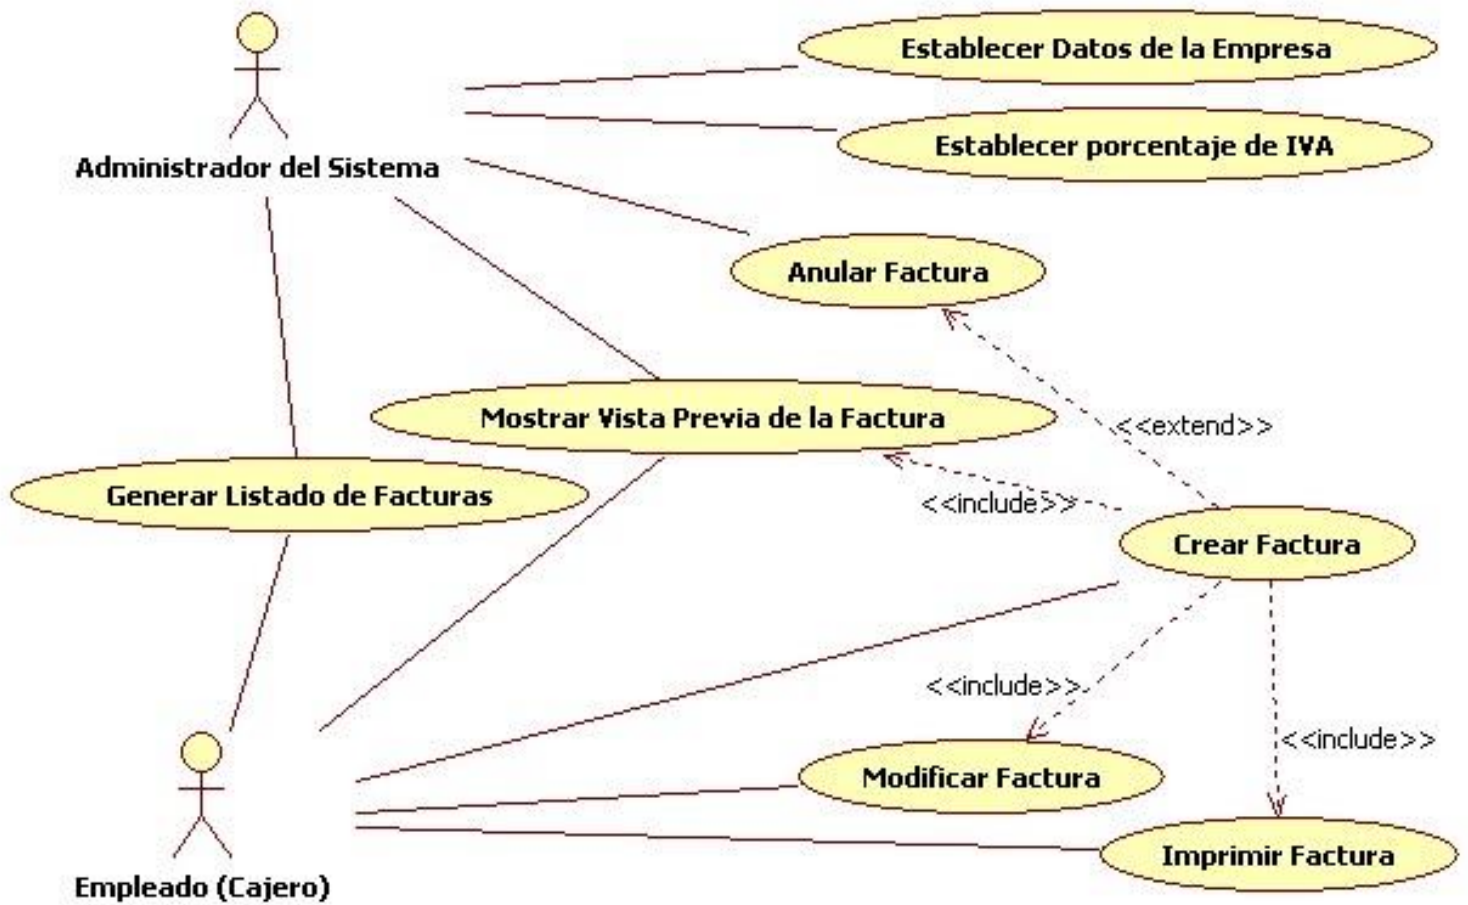 Establecer Datos de la Empresa
Establecer porcentaje de IVA
Administrador del Sistema
Anular Factura
Mostrar Vista Previa de la Factura
<<extend>>
Generar Listado de Facturas
<<include>>
Crear Factura
<<include>>
<<include>>
Modificar Factura
Imprimir Factura
Empleado (Cajero)